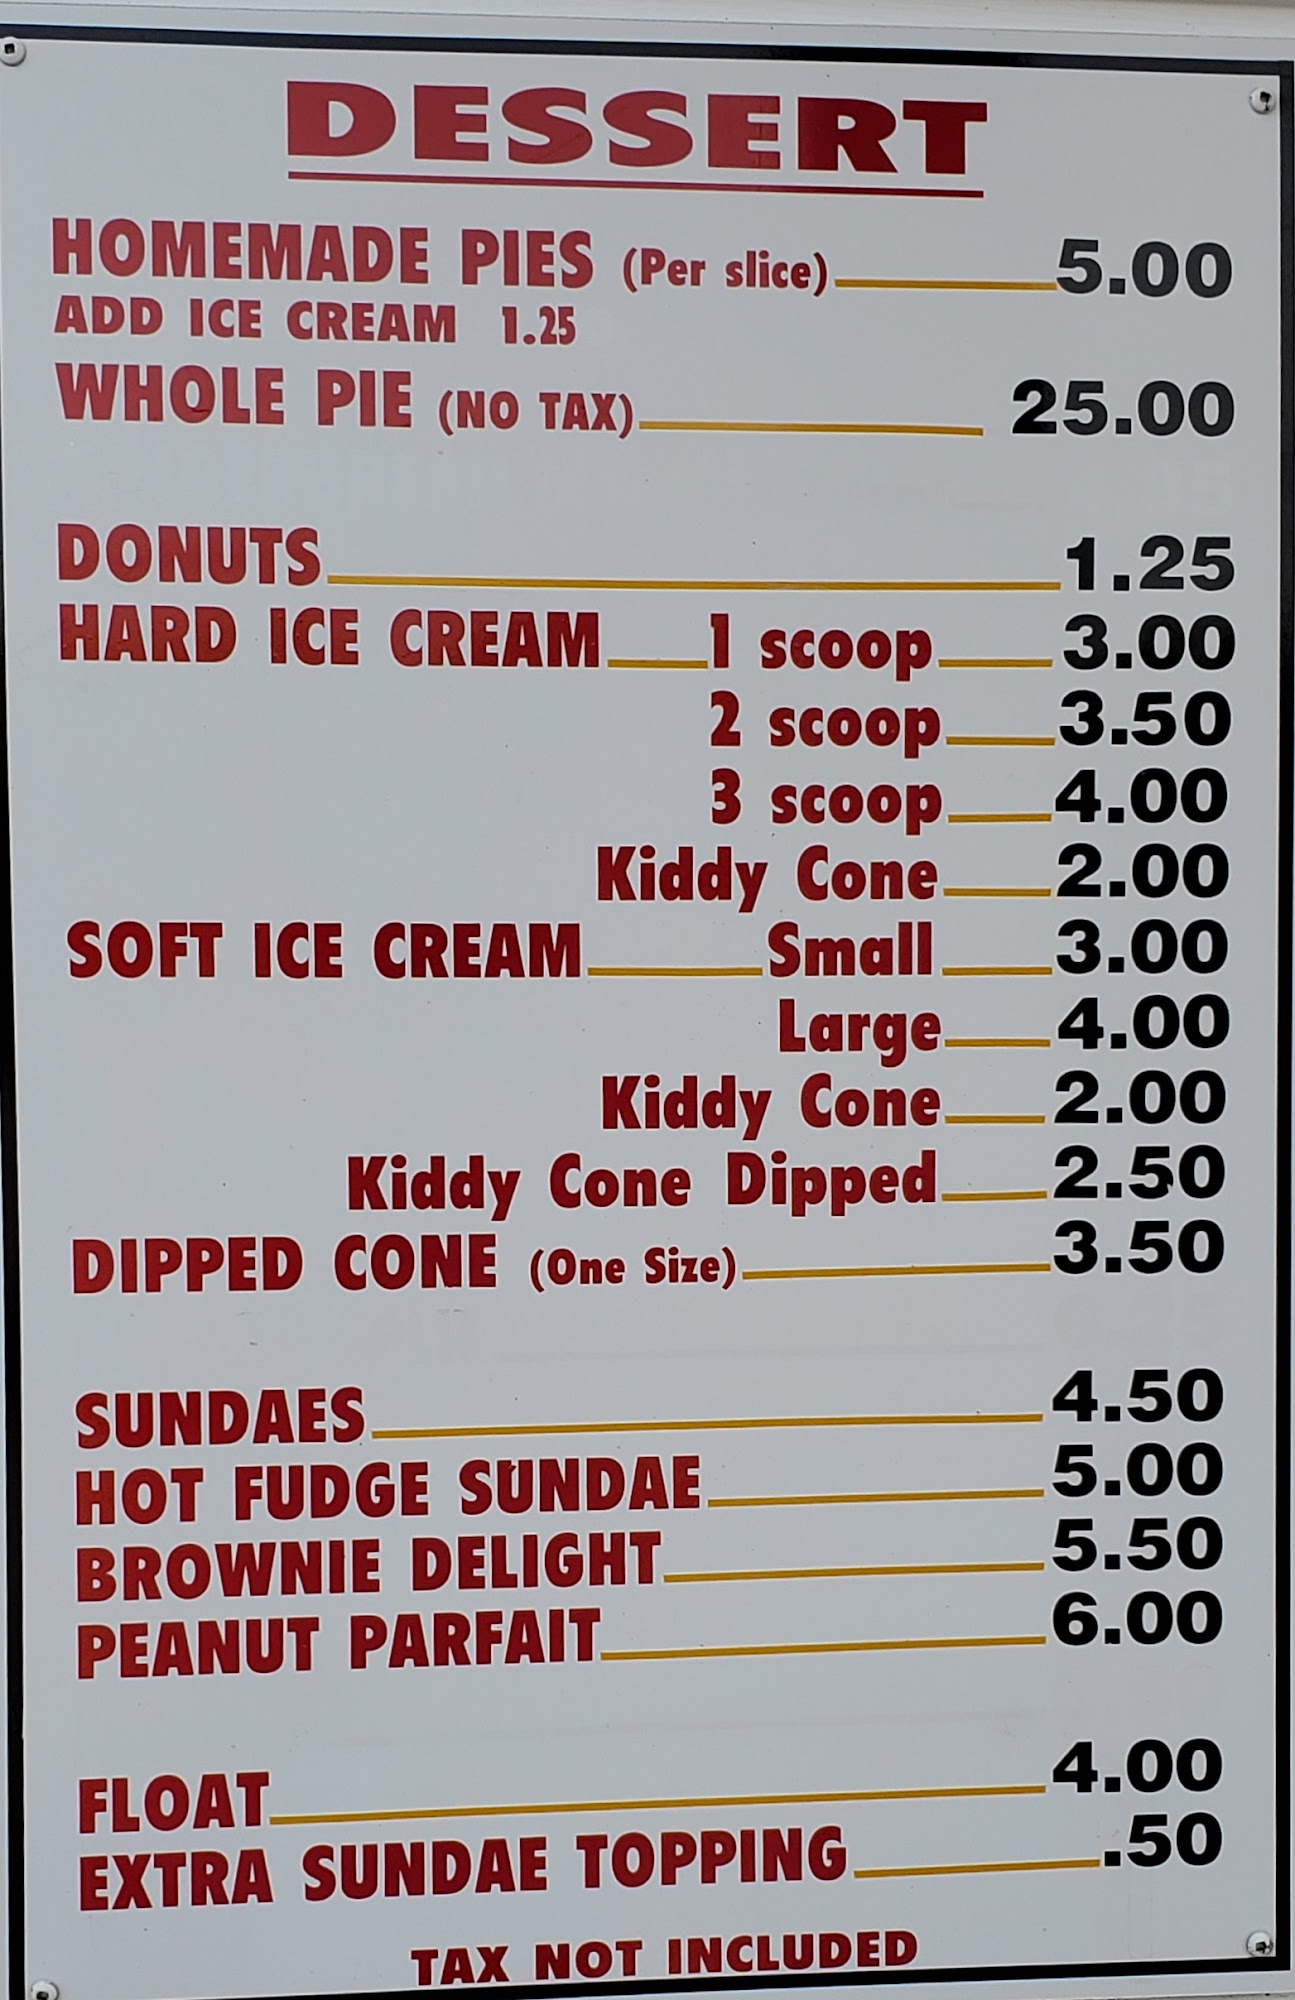 DESSERT
HOMEMADE PIES (Per slice) 5.00
ADD ICE CREAM 1.25
WHOLE PIE (NO TAX) 25.00
DONUTS 1.25
HARD ICE CREAM 1 scoop 3.00
2 scoop 3.50
3 scoop 4.00
Kiddy Cone 2.00
SOFT ICE CREAM Small 3.00
Large 4.00
Kiddy Cone 2.00
Kiddy Cone Dipped 2.50
DIPPED CONE (One Size) 3.50
SUNDAES 4.50
HOT FUDGE SUNDAE 5.00
BROWNIE DELIGHT 5.50
PEANUT PARFAIT 6.00
FLOAT 4.00
EXTRA SUNDAE TOPPING .50
TAX NOT INCLUDED